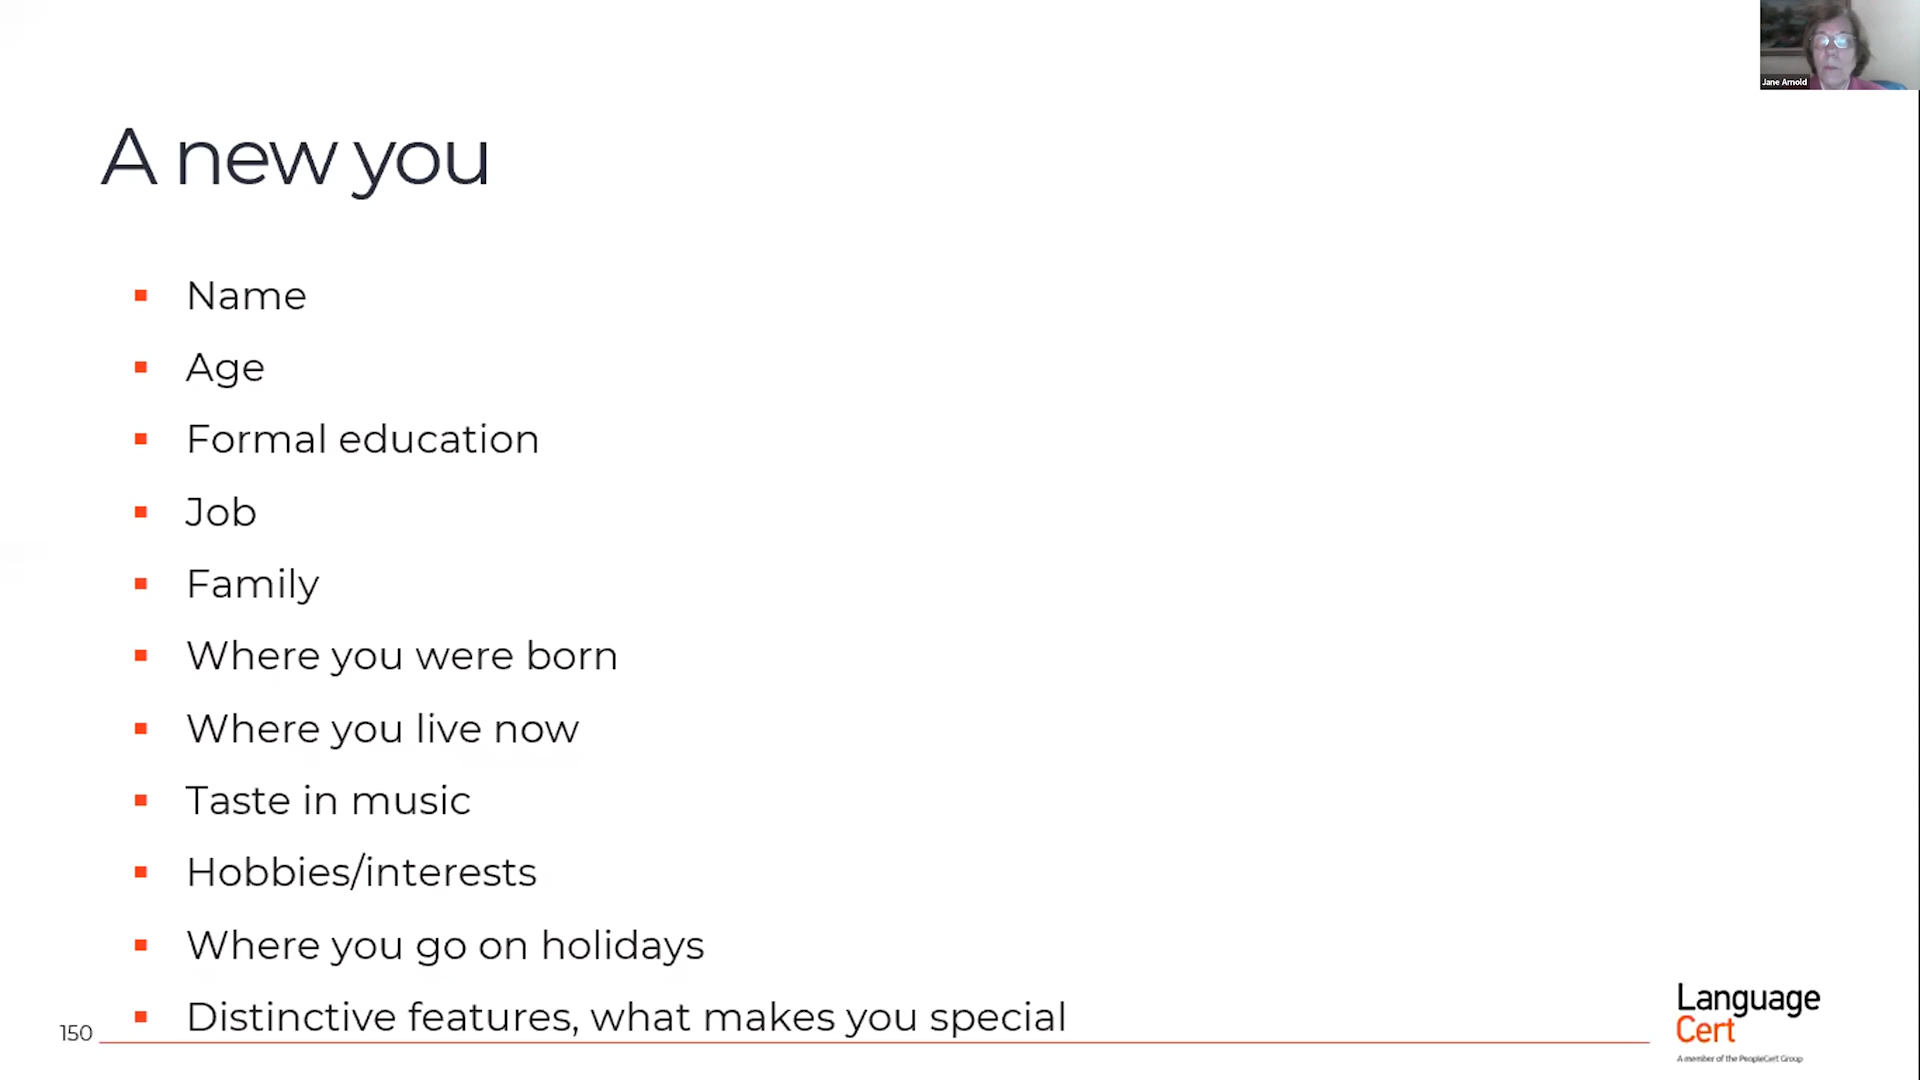 Jane Arnold
A new you
Name
Age
Formal education
Job
Family
Where you were born
Where you live now
Taste in music
Hobbies/interests
Where you go on holidays
Distinctive features, what makes you special
150
Language
Cert
A member of the PeopleCert Group